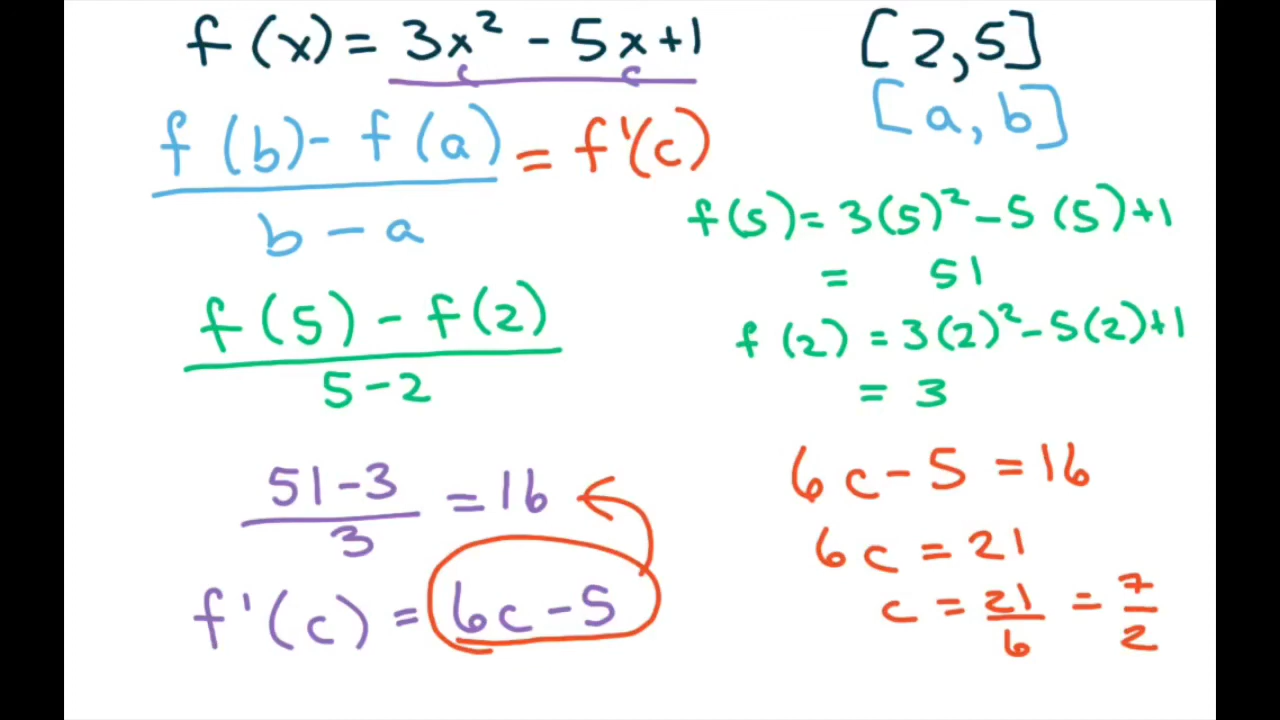 f(x) = 3x² - 5x + 1 [2, 5]
c c
[a, b]
f(b) - f(a) = f'(c)
b - a
f(5) = 3(5)² - 5(5) + 1
= 51
f(5) - f(2)
5 - 2
f(2) = 3(2)² - 5(2) + 1
= 3
51 - 3 = 16
3
f'(c) = 6c - 5
6c - 5 = 16
6c = 21
c = 21/6 = 7/2